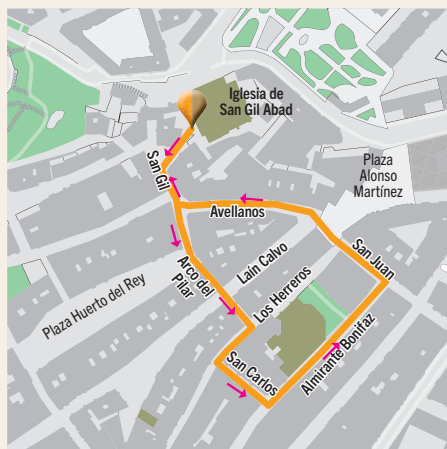 Iglesia de
San Gil Abad
Plaza
Alonso
Martínez
San Gil
Avellanos
San Juan
Arco del
Pilar
Laín Calvo
Plaza Huerto del Rey
Los Herreros
San Carlos
Almirante Bonifaz